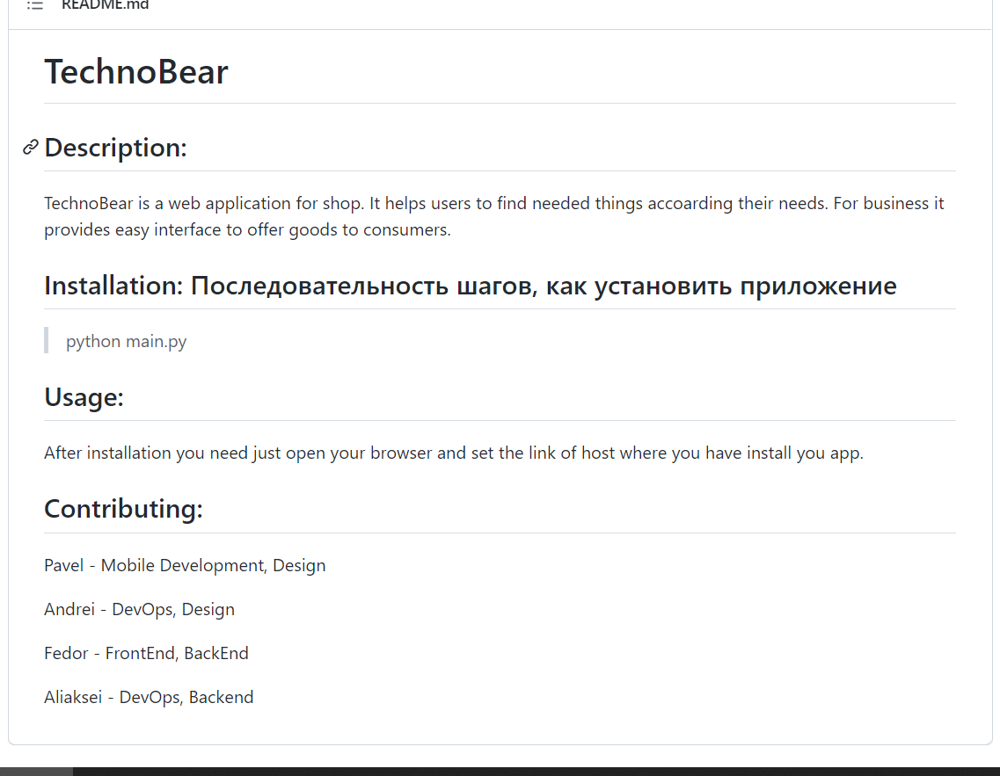 README.md
TechnoBear
Description:
TechnoBear is a web application for shop. It helps users to find needed things accoarding their needs. For business it
provides easy interface to offer goods to consumers.
Installation: Последовательность шагов, как установить приложение
python main.py
Usage:
After installation you need just open your browser and set the link of host where you have install you app.
Contributing:
Pavel - Mobile Development, Design
Andrei - DevOps, Design
Fedor - FrontEnd, BackEnd
Aliaksei - DevOps, Backend